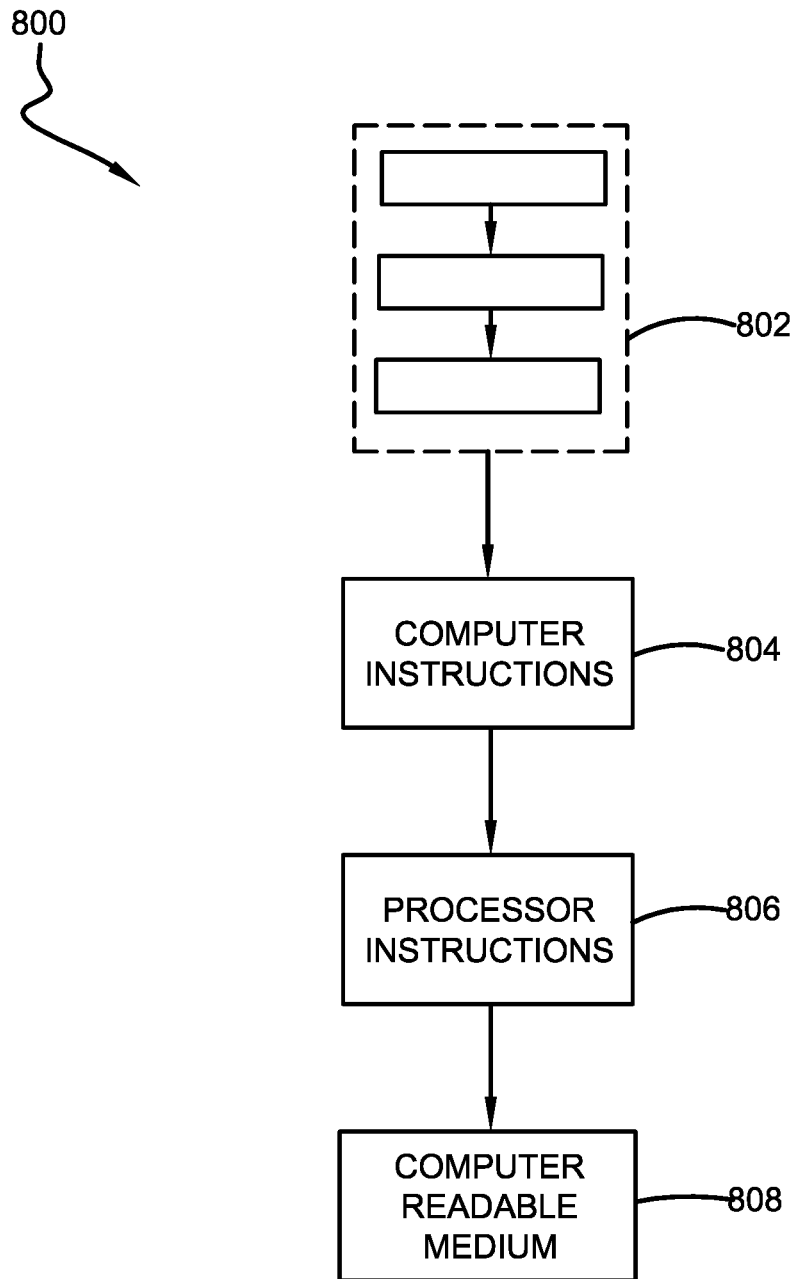 800
802
COMPUTER
INSTRUCTIONS
804
PROCESSOR
INSTRUCTIONS
806
COMPUTER
READABLE
MEDIUM
808